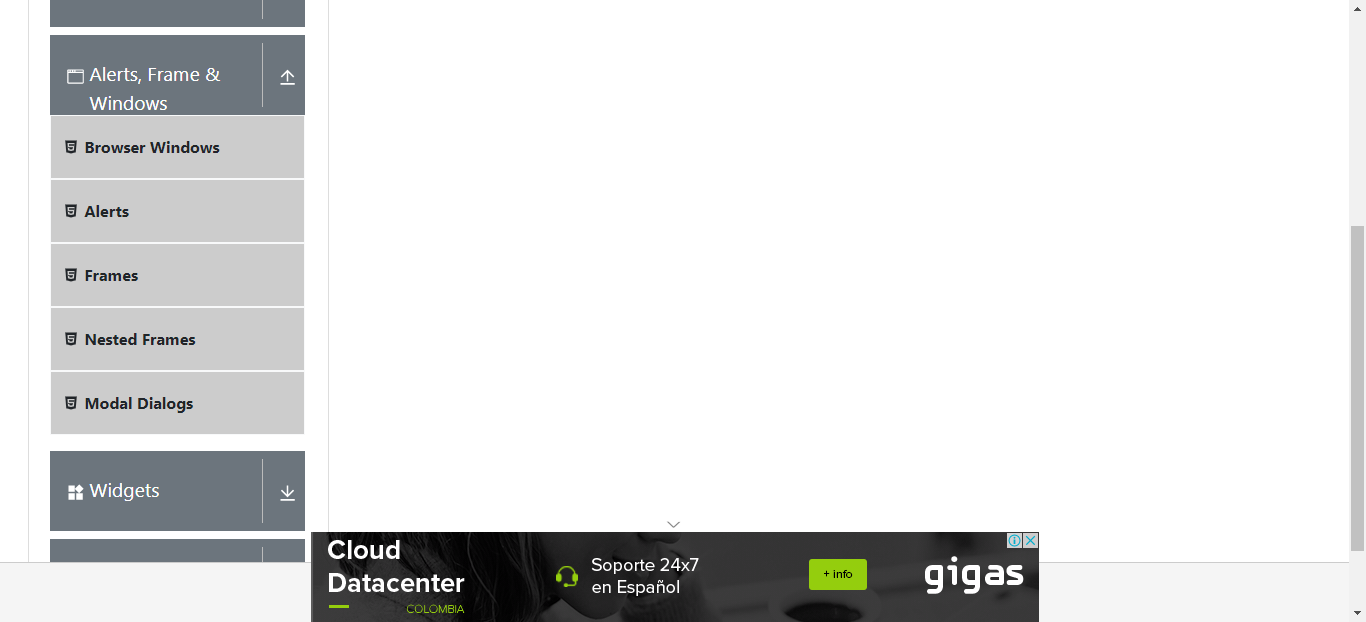 Alerts, Frame &
Windows
Browser Windows
Alerts
Frames
Nested Frames
Modal Dialogs
Widgets
Cloud
Datacenter
COLOMBIA
Soporte 24x7
en Español
+ info
gigas